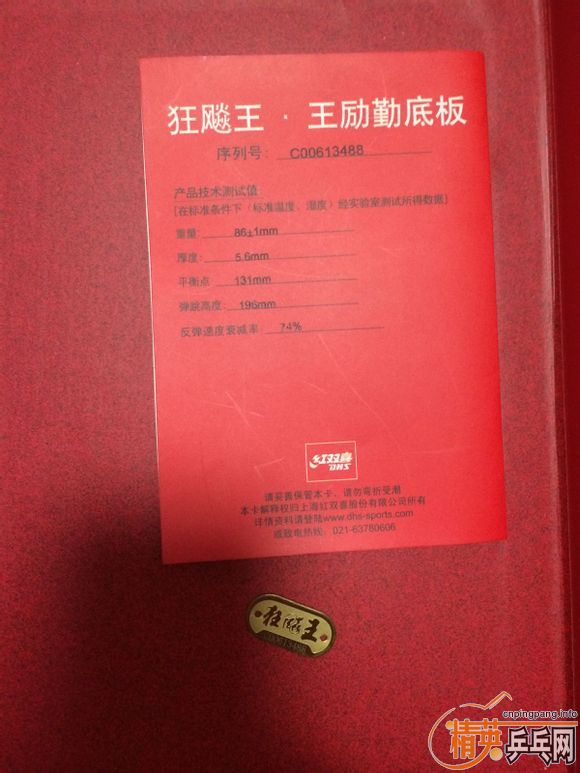 狂飚王 · 王励勤底板
序列号: C00613488
产品技术测试值
[在标准条件下(标准温度、湿度)经实验室测试所得数据]
重量: 86±1mm
厚度: 5.6mm
平衡点: 131mm
弹跳高度: 196mm
反弹速度衰减率: 74%
红双喜
DHS
请妥善保管本卡、请勿弯折受潮
本卡解释权归上海红双喜股份有限公司所有
详情资料请登陆www.dhs-sports.com
或致电热线: 021-63780606
狂飚王
00613488
cnpingpang.info
精英乒乓网